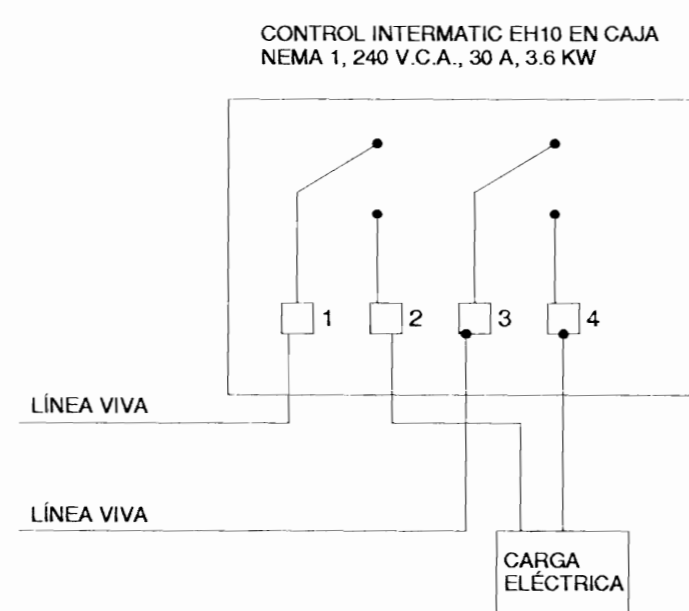 CONTROL INTERMATIC EH10 EN CAJA
NEMA 1, 240 V.C.A., 30 A, 3.6 KW
1
2
3
4
LÍNEA VIVA
LÍNEA VIVA
CARGA
ELÉCTRICA